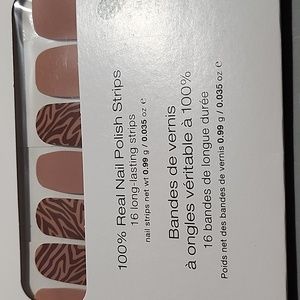 100% Real Nail Polish Strips
16 long-lasting strips
nail strips net wt 0.99 g / 0.035 oz e
Bandes de vernis
à ongles véritable à 100%
16 bandes de longue durée
Poids net des bandes de vernis 0.99 g / 0.035 oz e